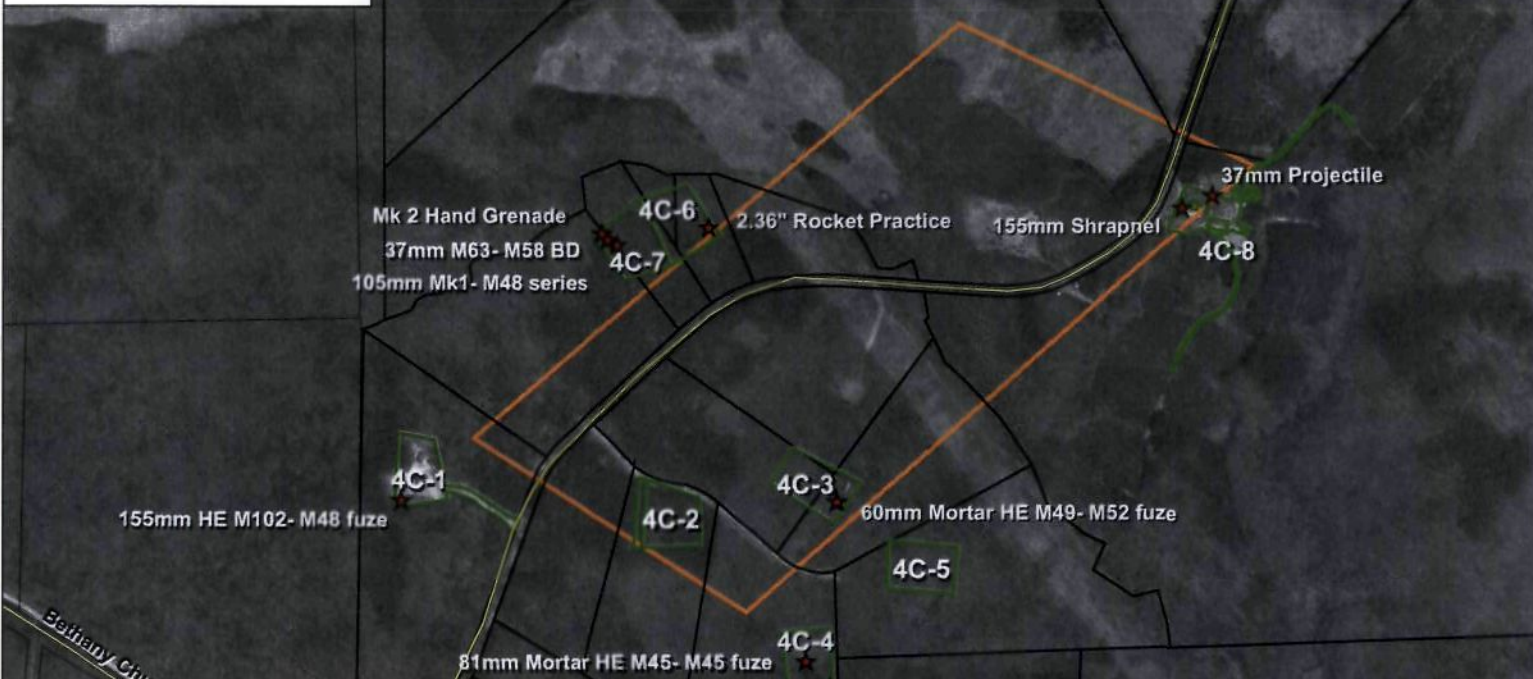 37mm Projectile
Mk 2 Hand Grenade
4C-6
2.36" Rocket Practice
155mm Shrapnel
37mm M63- M58 BD
4C-7
4C-8
105mm Mk1- M48 series
4C-1
4C-3
155mm HE M102- M48 fuze
4C-2
60mm Mortar HE M49- M52 fuze
4C-5
Bethany
4C-4
81mm Mortar HE M45- M45 fuze